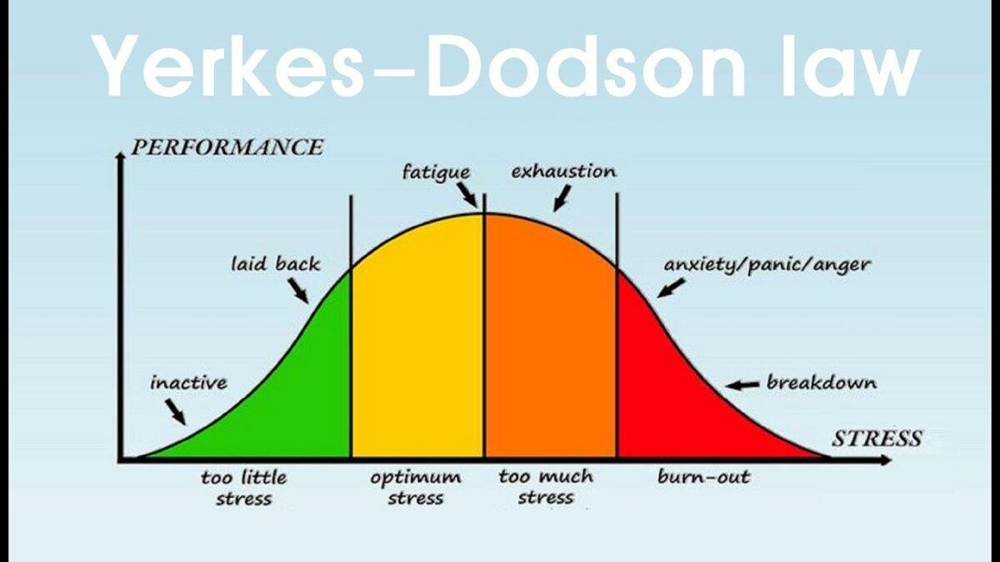 Yerkes–Dodson law
PERFORMANCE
fatigue
exhaustion
laid back
anxiety/panic/anger
inactive
breakdown
STRESS
too little
stress
optimum
stress
too much
stress
burn-out